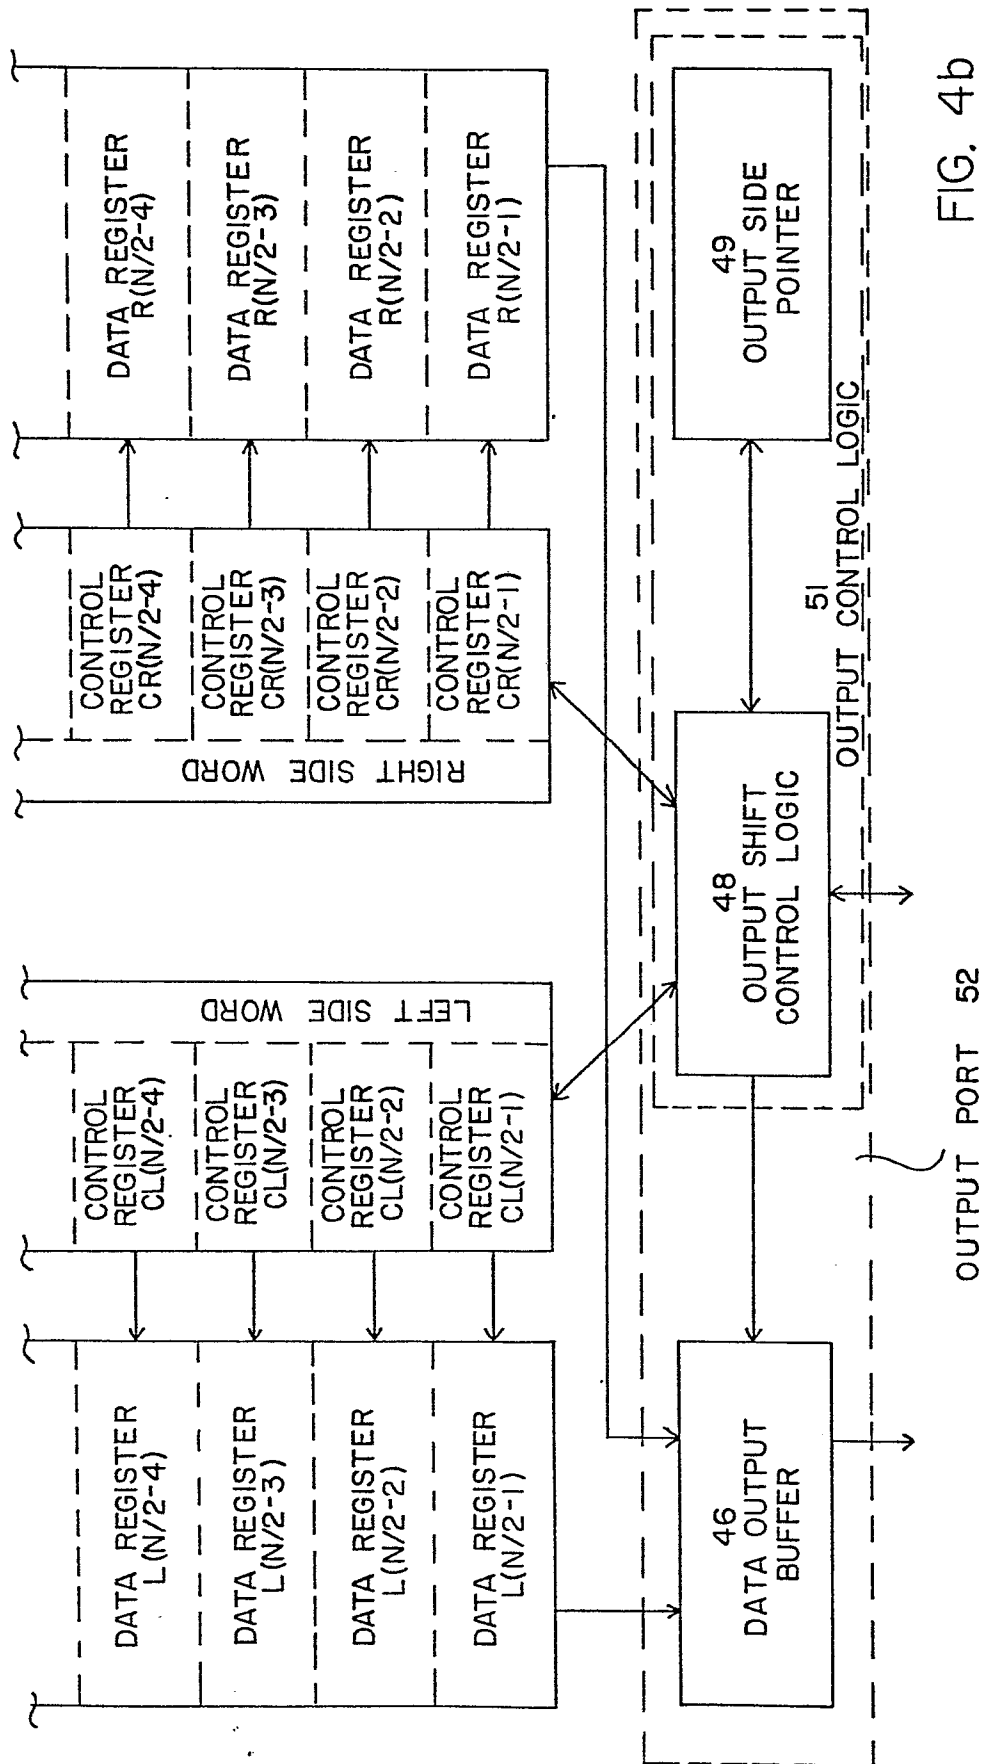 DATA REGISTER
L(N/2-4)
DATA REGISTER
L(N/2-3)
DATA REGISTER
L(N/2-2)
DATA REGISTER
L(N/2-1)
CONTROL
REGISTER
CL(N/2-4)
CONTROL
REGISTER
CL(N/2-3)
CONTROL
REGISTER
CL(N/2-2)
CONTROL
REGISTER
CL(N/2-1)
LEFT SIDE WORD
RIGHT SIDE WORD
CONTROL
REGISTER
CR(N/2-4)
CONTROL
REGISTER
CR(N/2-3)
CONTROL
REGISTER
CR(N/2-2)
CONTROL
REGISTER
CR(N/2-1)
DATA REGISTER
R(N/2-4)
DATA REGISTER
R(N/2-3)
DATA REGISTER
R(N/2-2)
DATA REGISTER
R(N/2-1)
46
DATA OUTPUT
BUFFER
48
OUTPUT SHIFT
CONTROL LOGIC
49
OUTPUT SIDE
POINTER
51
OUTPUT CONTROL LOGIC
OUTPUT PORT 52
FIG. 4b